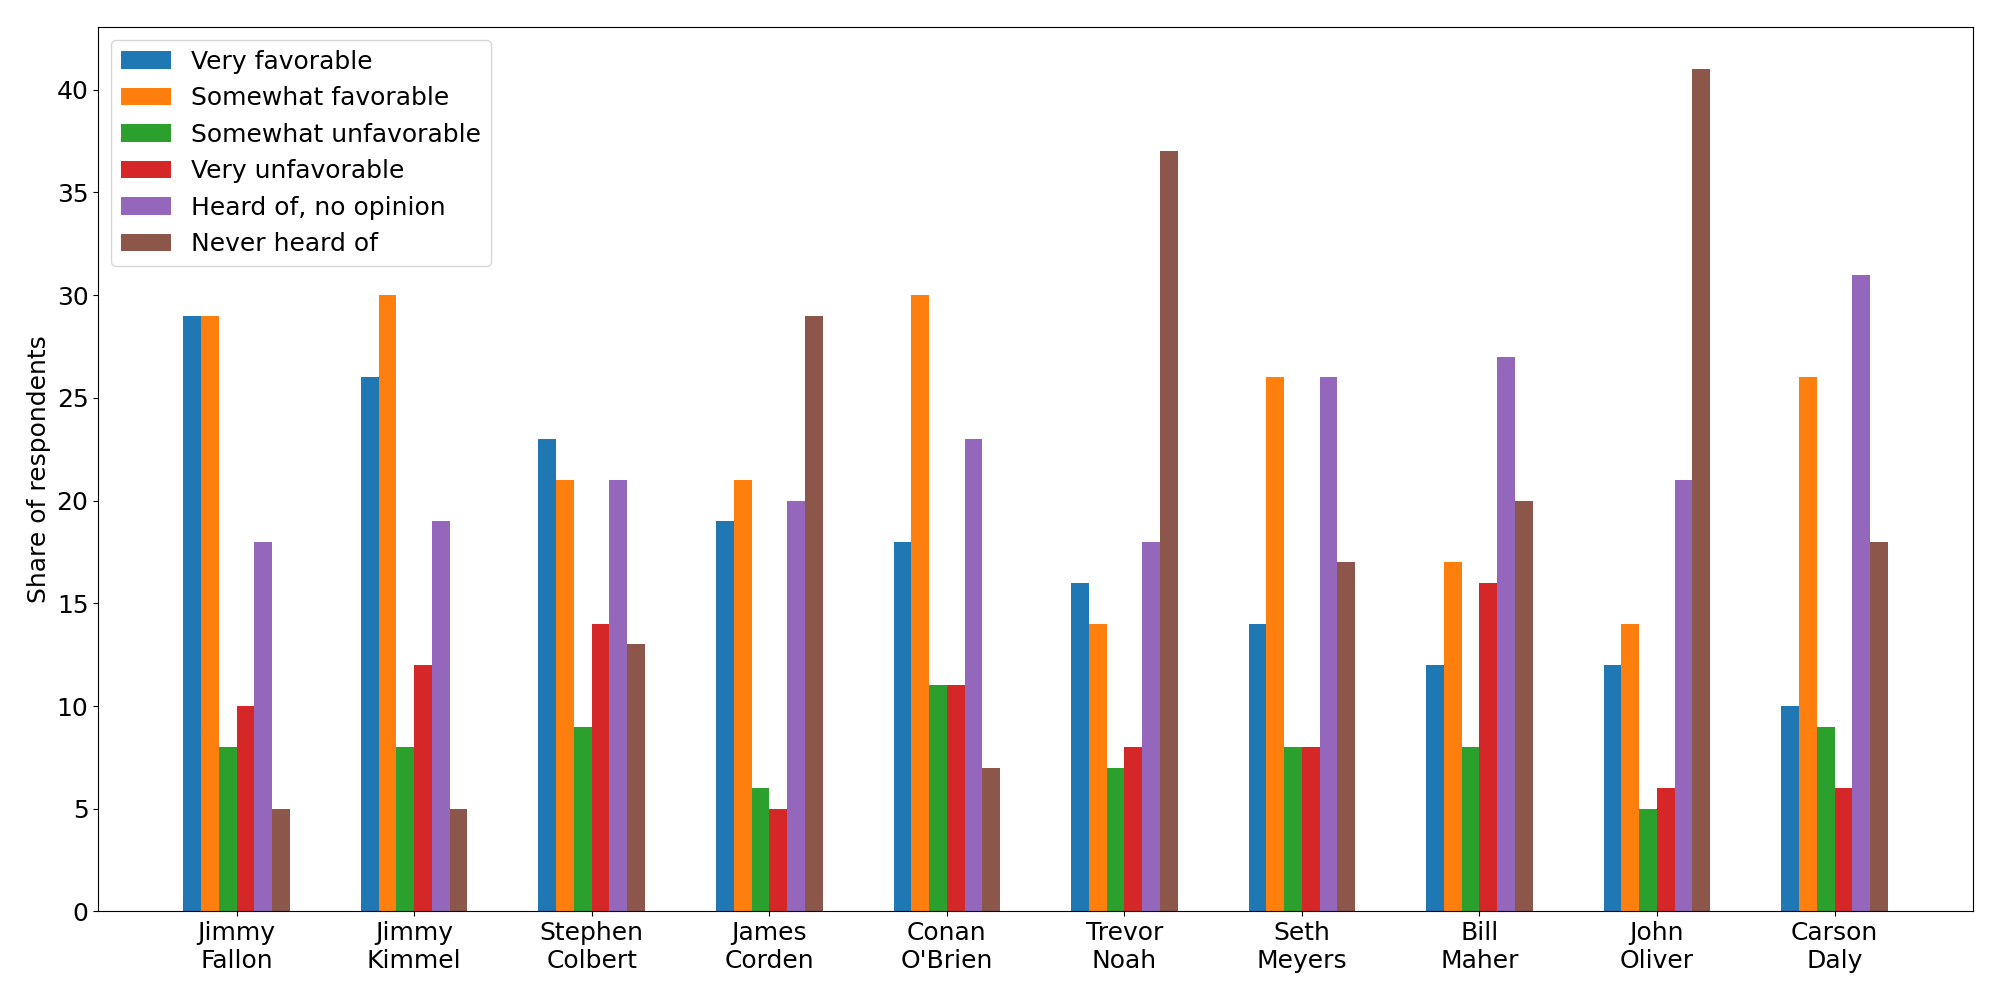 Very favorable
Somewhat favorable
Somewhat unfavorable
Very unfavorable
Heard of, no opinion
Never heard of
Share of respondents
40
35
30
25
20
15
10
5
0
Jimmy
Fallon
Jimmy
Kimmel
Stephen
Colbert
James
Corden
Conan
O'Brien
Trevor
Noah
Seth
Meyers
Bill
Maher
John
Oliver
Carson
Daly